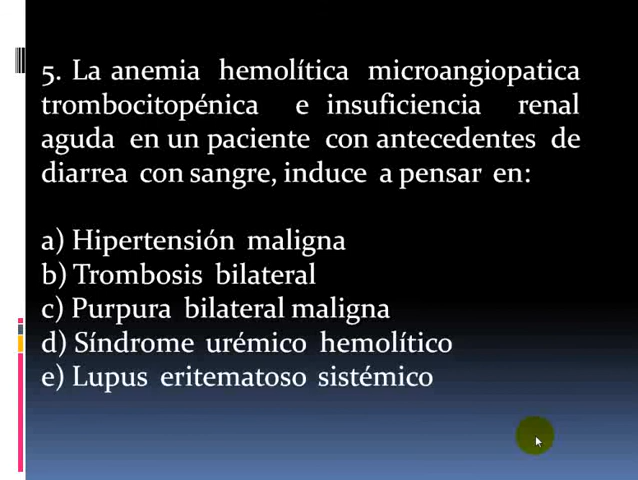 5. La anemia hemolítica microangiopatica
trombocitopénica e insuficiencia renal
aguda en un paciente con antecedentes de
diarrea con sangre, induce a pensar en:
a) Hipertensión maligna
b) Trombosis bilateral
c) Purpura bilateral maligna
d) Síndrome urémico hemolítico
e) Lupus eritematoso sistémico